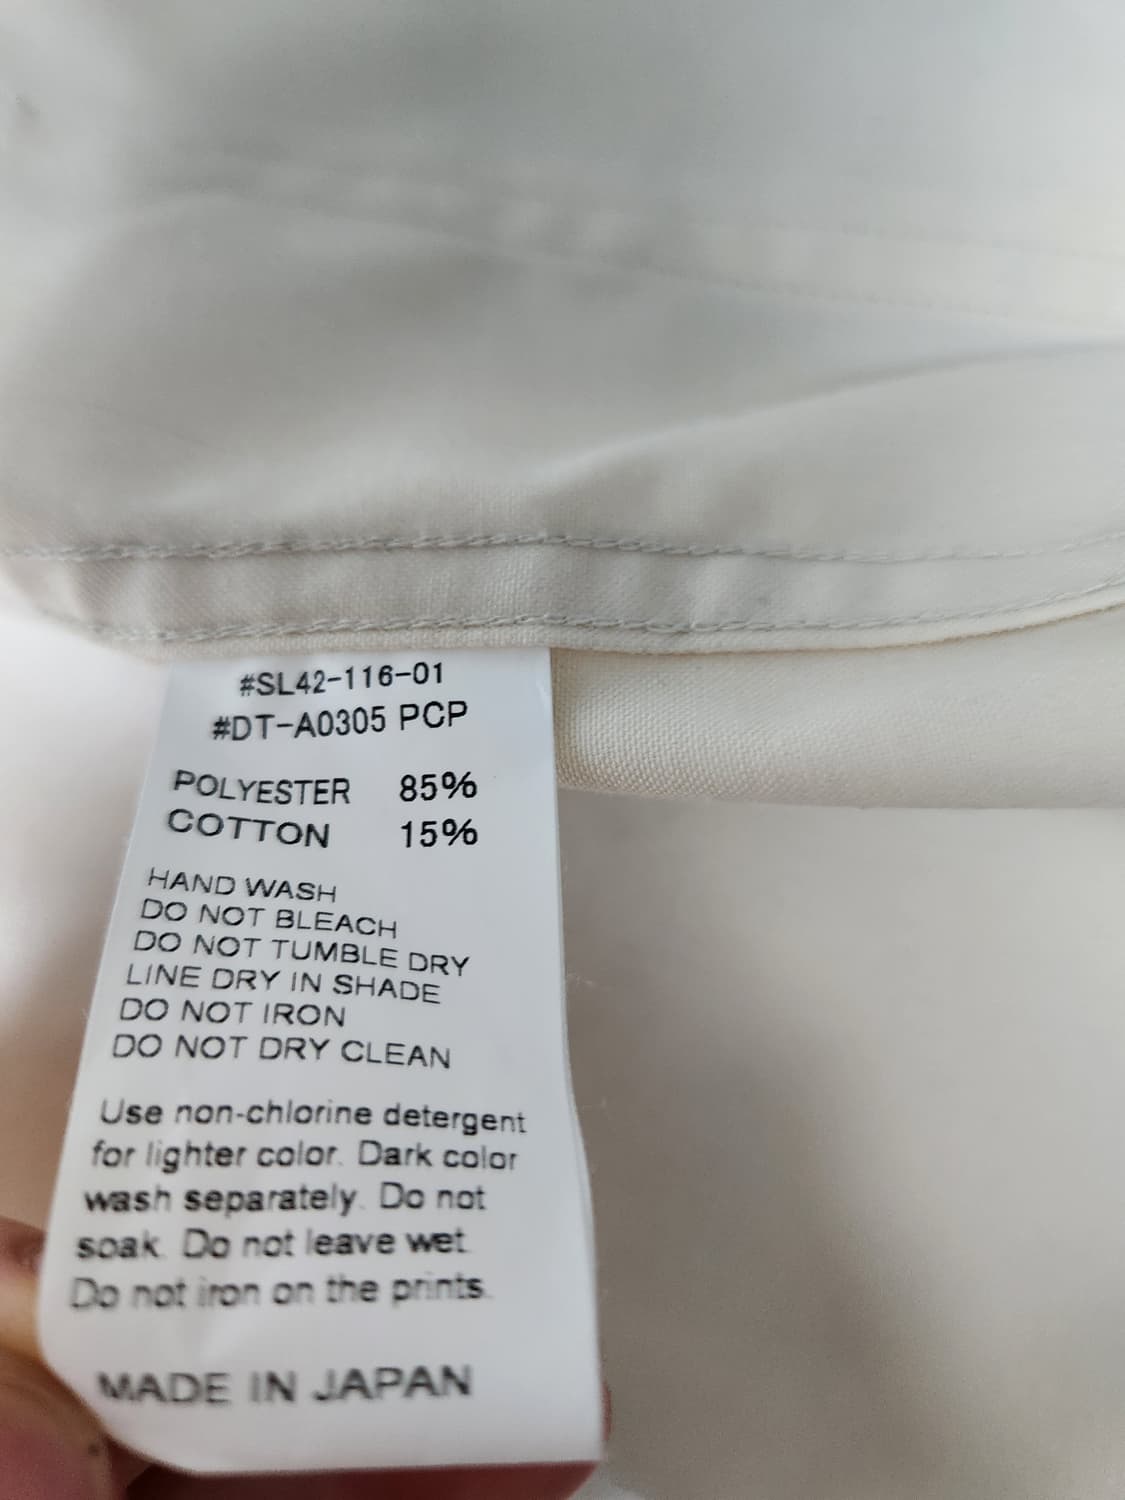 #SL42-116-01
#DT-A0305 PCP
POLYESTER 85%
COTTON 15%
HAND WASH
DO NOT BLEACH
DO NOT TUMBLE DRY
LINE DRY IN SHADE
DO NOT IRON
DO NOT DRY CLEAN
Use non-chlorine detergent
for lighter color. Dark color
wash separately. Do not
soak. Do not leave wet.
Do not iron on the prints.
MADE IN JAPAN